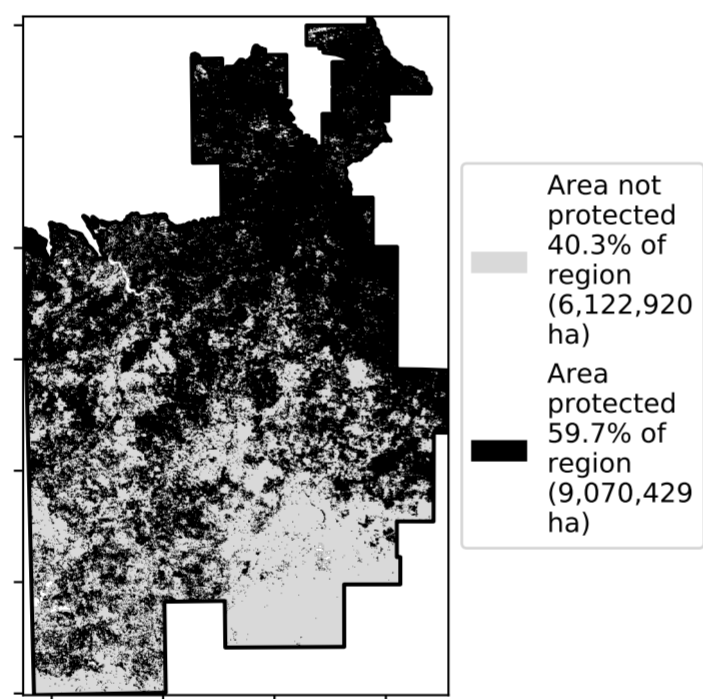 Area not
protected
40.3% of
region
(6,122,920
ha)
Area
protected
59.7% of
region
(9,070,429
ha)